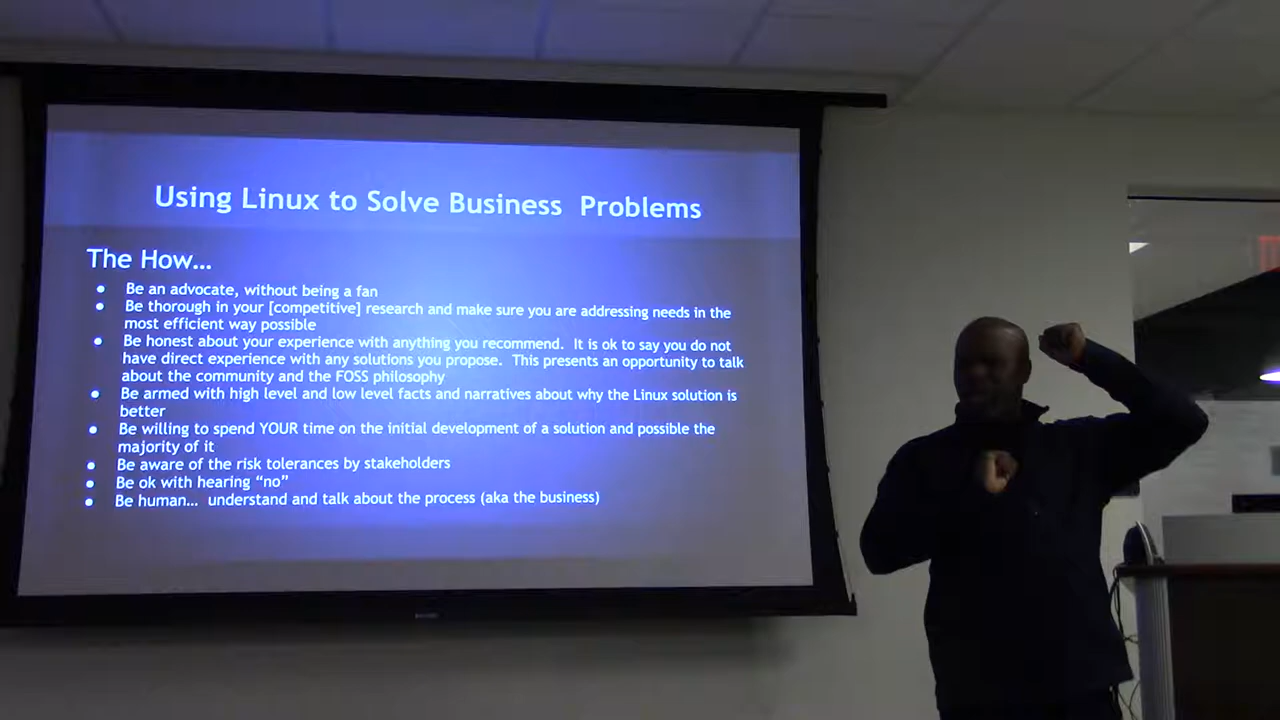 Using Linux to Solve Business Problems
The How...
● Be an advocate, without being a fan
● Be thorough in your [competitive] research and make sure you are addressing needs in the
most efficient way possible
● Be honest about your experience with anything you recommend. It is ok to say you do not
have direct experience with any solutions you propose. This presents an opportunity to talk
about the community and the FOSS philosophy
● Be armed with high level and low level facts and narratives about why the Linux solution is
better
● Be willing to spend YOUR time on the initial development of a solution and possible the
majority of it
● Be aware of the risk tolerances by stakeholders
● Be ok with hearing “no”
● Be human... understand and talk about the process (aka the business)